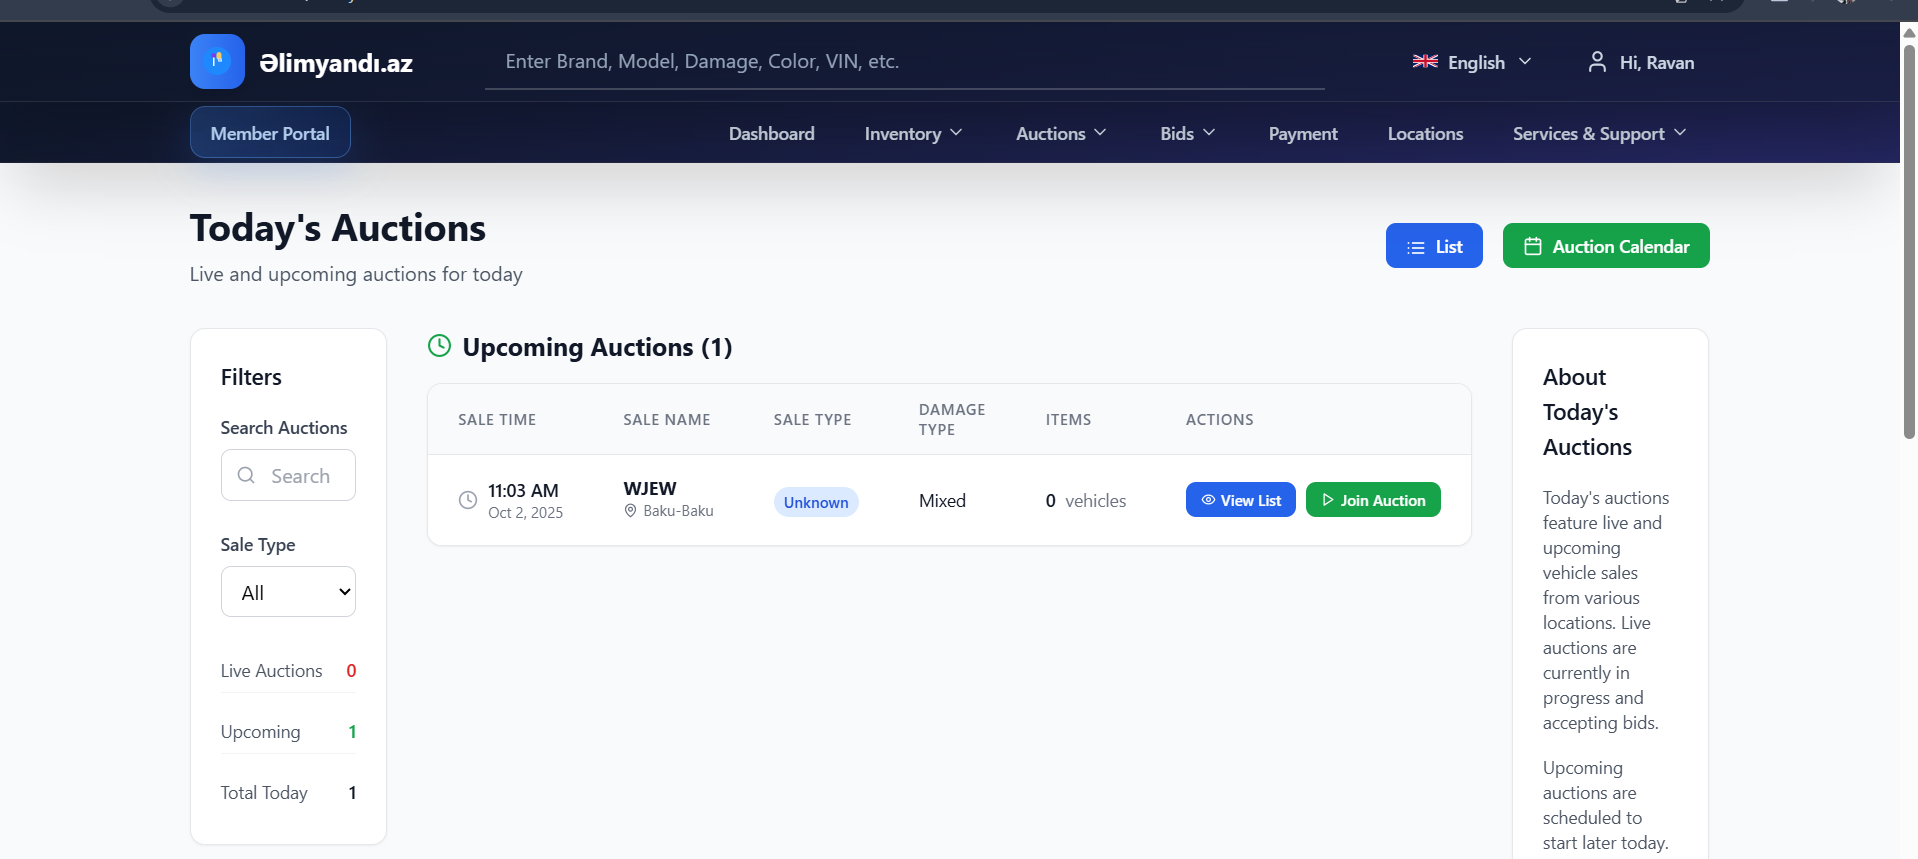 Əlimyandı.az
Enter Brand, Model, Damage, Color, VIN, etc.
English
Hi, Ravan
Member Portal
Dashboard
Inventory
Auctions
Bids
Payment
Locations
Services & Support
Today's Auctions
Live and upcoming auctions for today
List
Auction Calendar
Filters
Search Auctions
Search
Sale Type
All
Live Auctions 0
Upcoming 1
Total Today 1
Upcoming Auctions (1)
SALE TIME
SALE NAME
SALE TYPE
DAMAGE
TYPE
ITEMS
ACTIONS
11:03 AM
Oct 2, 2025
WJEW
Baku-Baku
Unknown
Mixed
0 vehicles
View List
Join Auction
About
Today's
Auctions
Today's auctions
feature live and
upcoming
vehicle sales
from various
locations. Live
auctions are
currently in
progress and
accepting bids.
Upcoming
auctions are
scheduled to
start later today.